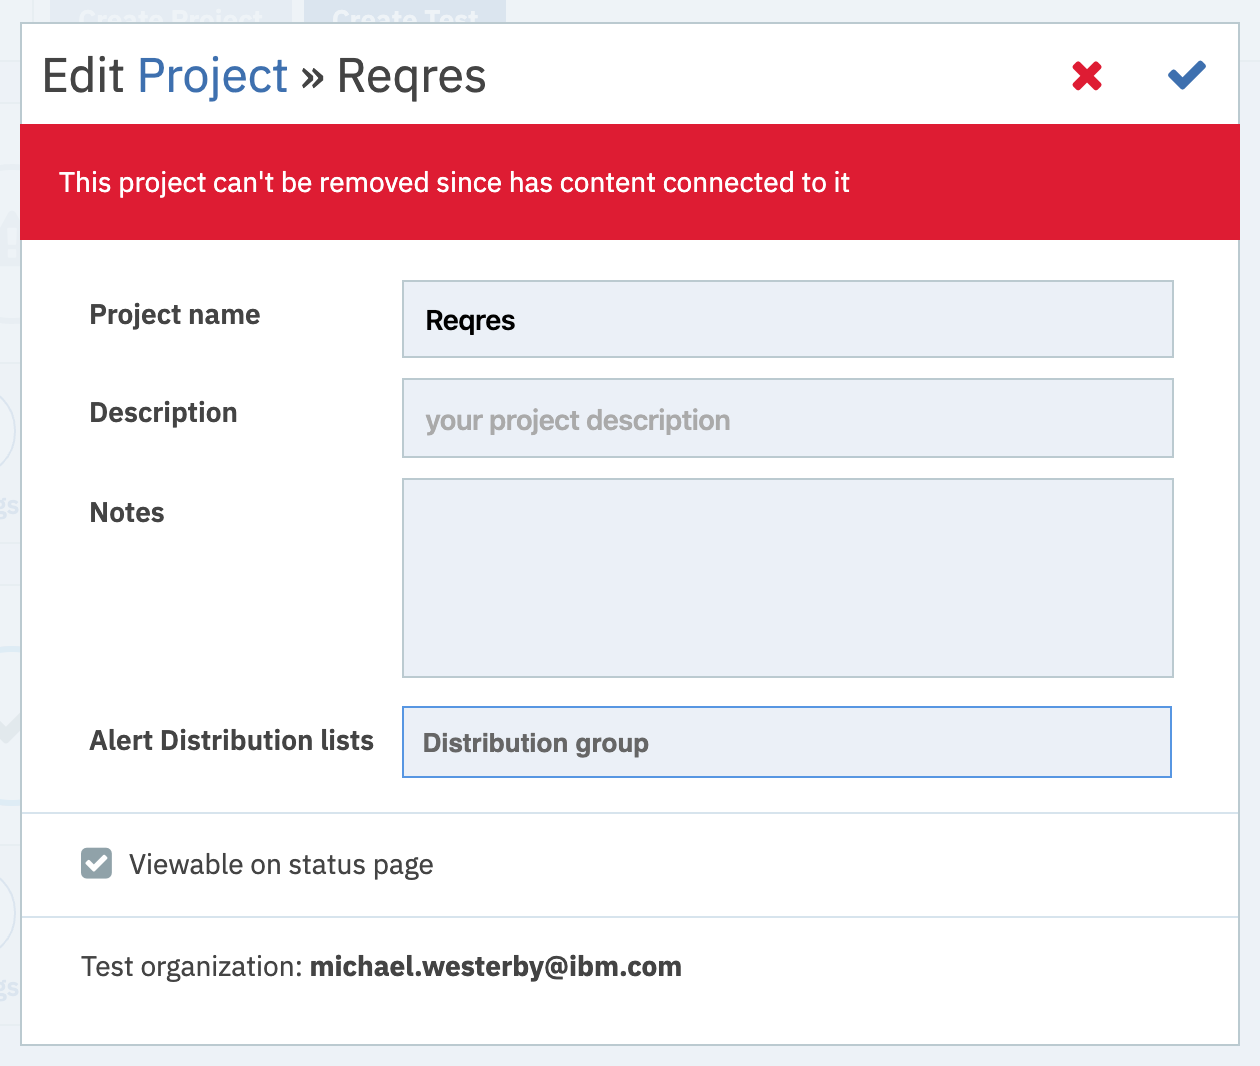 Create Project Create Test
Edit Project » Reqres
This project can't be removed since has content connected to it
Project name
Reqres
Description
your project description
Notes
Alert Distribution lists
Distribution group
Viewable on status page
Test organization: michael.westerby@ibm.com